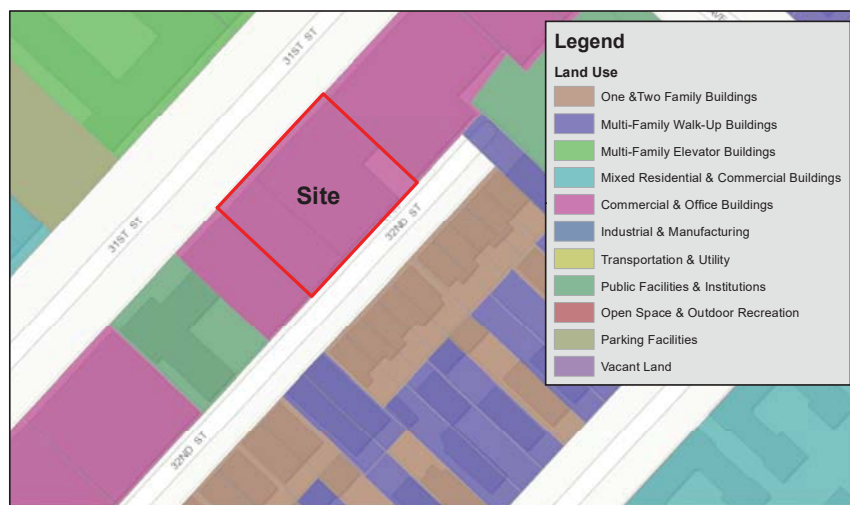 31ST ST
AVE
Legend
Land Use
One &Two Family Buildings
Multi-Family Walk-Up Buildings
Multi-Family Elevator Buildings
Mixed Residential & Commercial Buildings
Commercial & Office Buildings
Industrial & Manufacturing
Transportation & Utility
Public Facilities & Institutions
Open Space & Outdoor Recreation
Parking Facilities
Vacant Land
Site
31ST ST
32ND ST
32ND ST